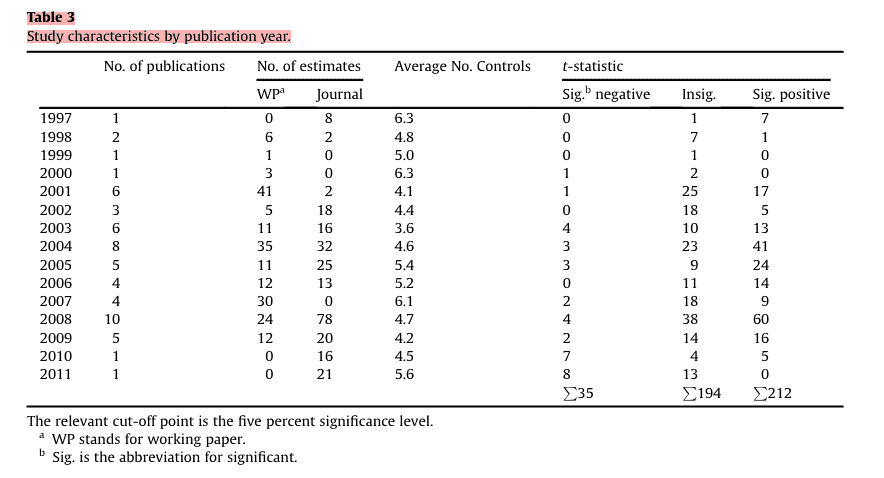 Table 3
Study characteristics by publication year.
No. of publications No. of estimates Average No. Controls t-statistic
WPa Journal Sig.b negative Insig. Sig. positive
1997 1 0 8 6.3 0 1 7
1998 2 6 2 4.8 0 7 1
1999 1 1 0 5.0 0 1 0
2000 1 3 0 6.3 1 2 0
2001 6 41 2 4.1 1 25 17
2002 3 5 18 4.4 0 18 5
2003 6 11 16 3.6 4 10 13
2004 8 35 32 4.6 3 23 41
2005 5 11 25 5.4 3 9 24
2006 4 12 13 5.2 0 11 14
2007 4 30 0 6.1 2 18 9
2008 10 24 78 4.7 4 38 60
2009 5 12 20 4.2 2 14 16
2010 1 0 16 4.5 7 4 5
2011 1 0 21 5.6 8 13 0
∑35 ∑194 ∑212
The relevant cut-off point is the five percent significance level.
a WP stands for working paper.
b Sig. is the abbreviation for significant.